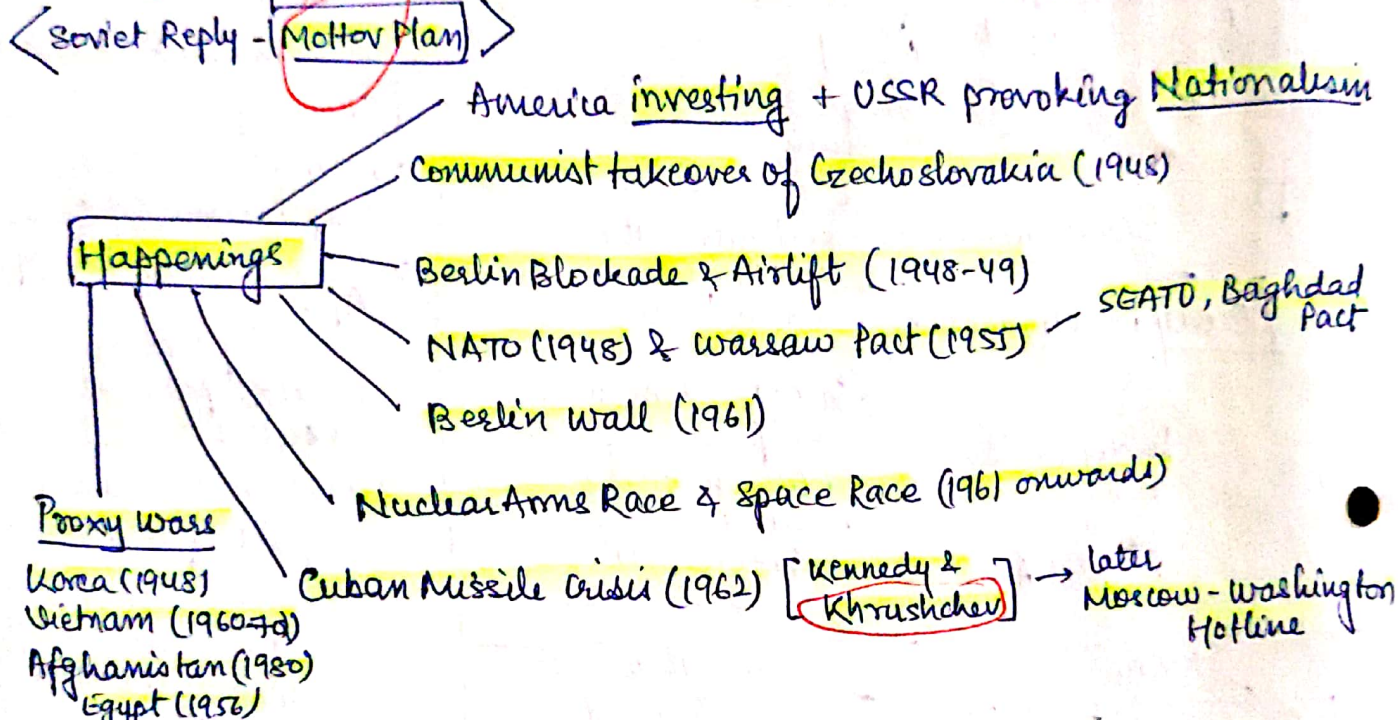 <Soviet Reply - (Mottov Plan)>
America investing + USSR provoking Nationalism
Communist takeover of Czechoslovakia (1948)
Happenings
Berlin Blockade & Airlift (1948-49)
NATO (1948) & Warsaw Pact (1955)
SEATO, Baghdad
Pact
Berlin Wall (1961)
Nuclear Arms Race & Space Race (1961 onwards)
Cuban Missile Crisis (1962) [Kennedy & Khrushchev] → later
Moscow-Washington
Hotline
Proxy Wars
Korea (1948)
Vietnam (1960-70)
Afghanistan (1980)
Egypt (1956)